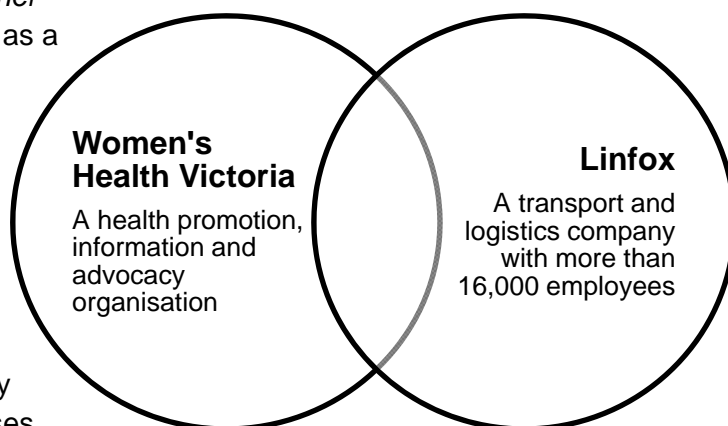 as a
Women's
Health Victoria
A health promotion,
information and
advocacy
organisation
Linfox
A transport and
logistics company
with more than
16,000 employees